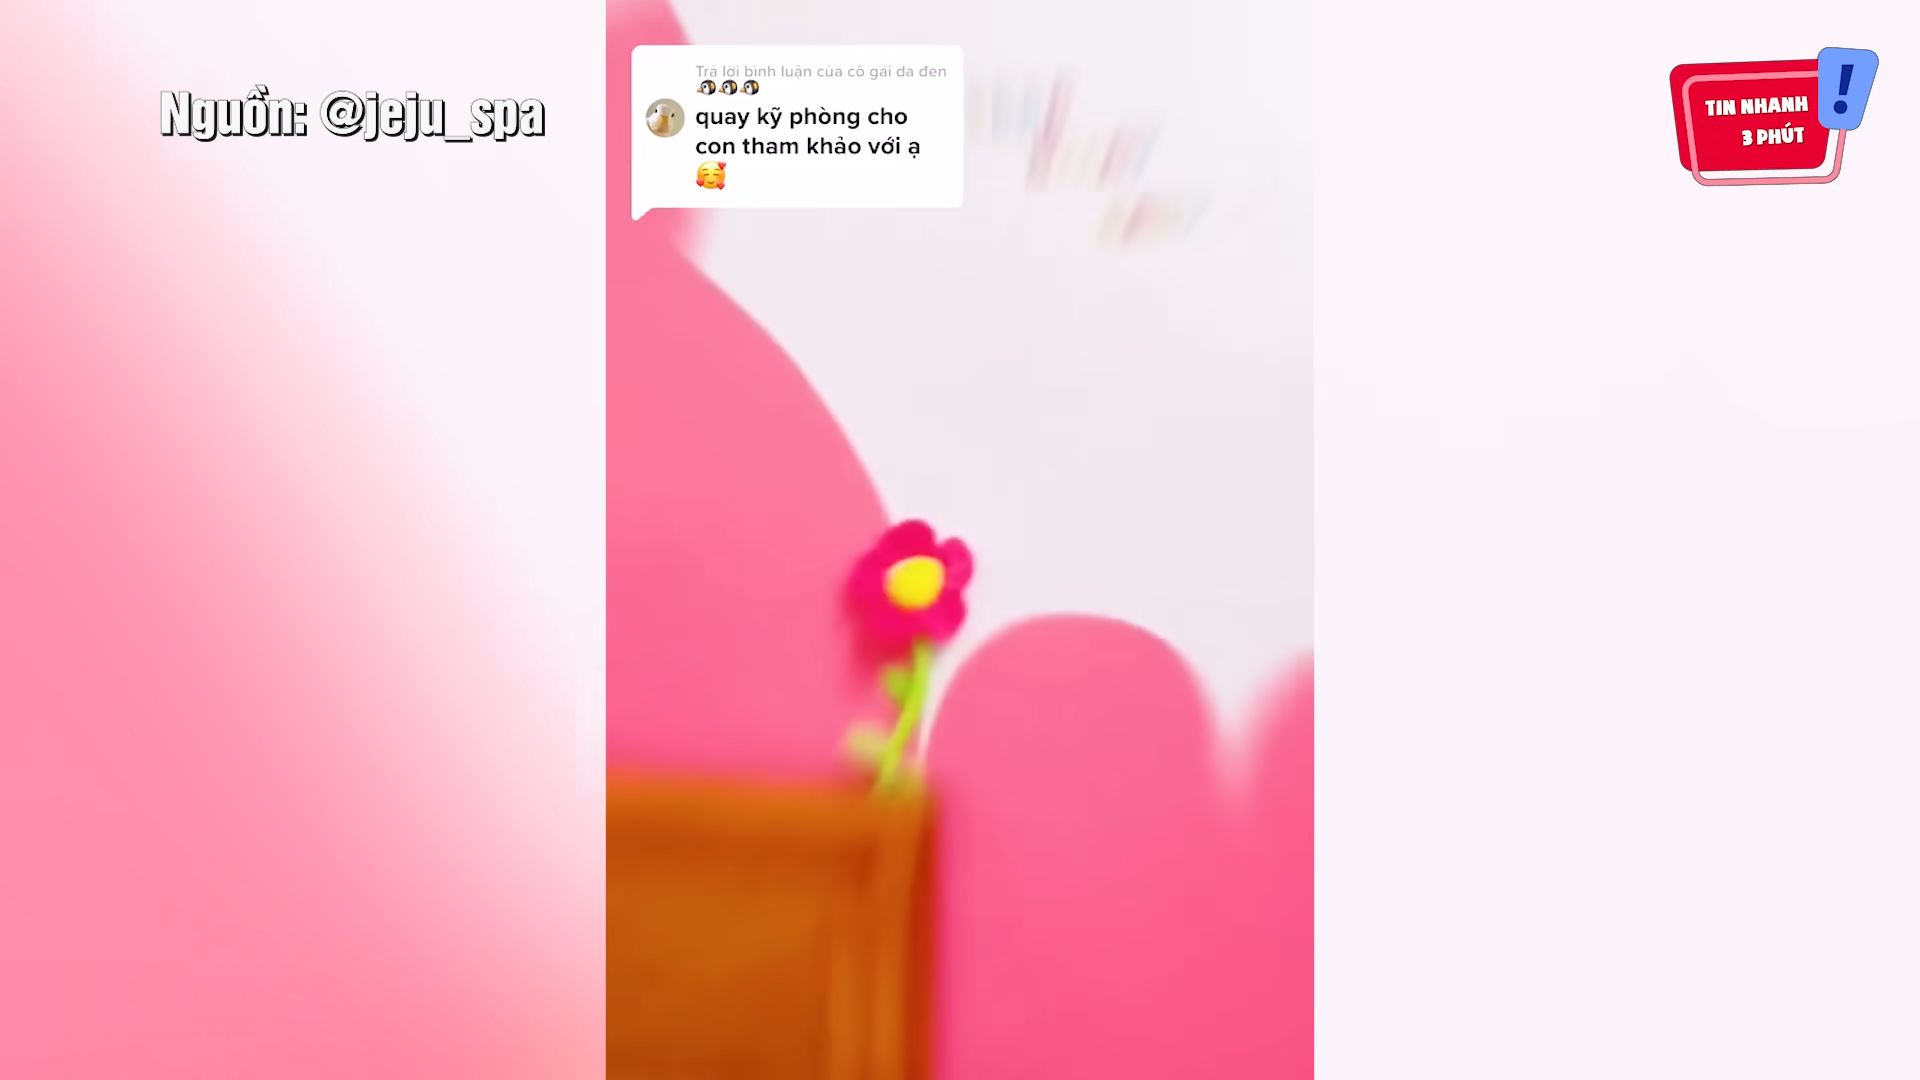 Nguồn: @jeju_spa
Trả lời bình luận của cô gái da đen
🐧🐧🐧
quay kỹ phòng cho
con tham khảo với ạ
🥰
TIN NHANH
3 PHÚT
!